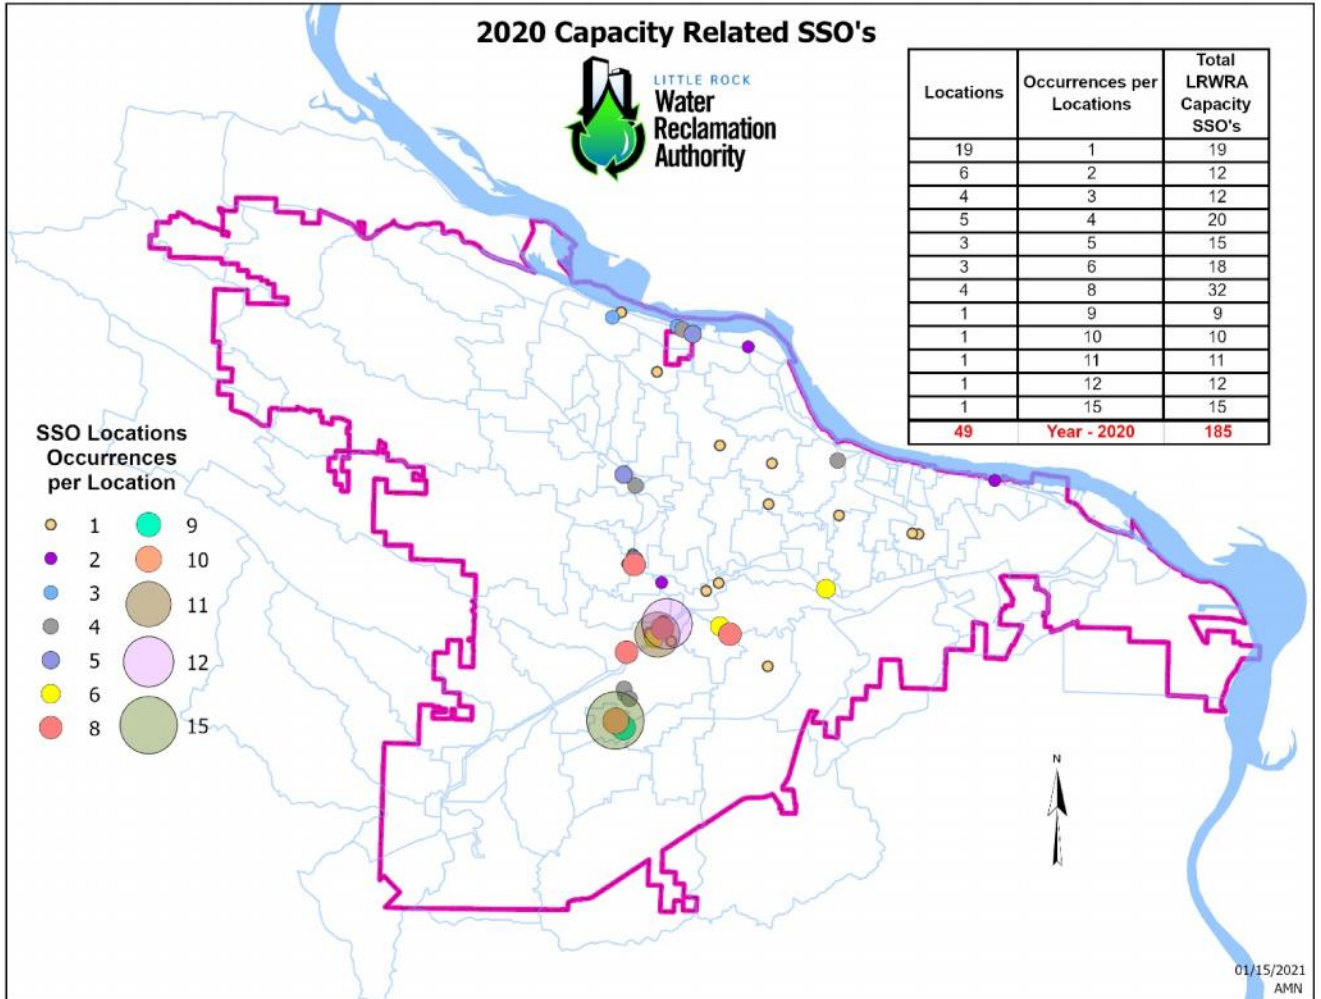 2020 Capacity Related SSO's
LITTLE ROCK
Water
Reclamation
Authority
Locations Occurrences per Locations Total LRWRA Capacity SSO's
19 1 19
6 2 12
4 3 12
5 4 20
3 5 15
3 6 18
4 8 32
1 9 9
1 10 10
1 11 11
1 12 12
1 15 15
49 Year - 2020 185
SSO Locations
Occurrences
per Location
1 9
2 10
3 11
4
5 12
6
8 15
N
01/15/2021
AMN